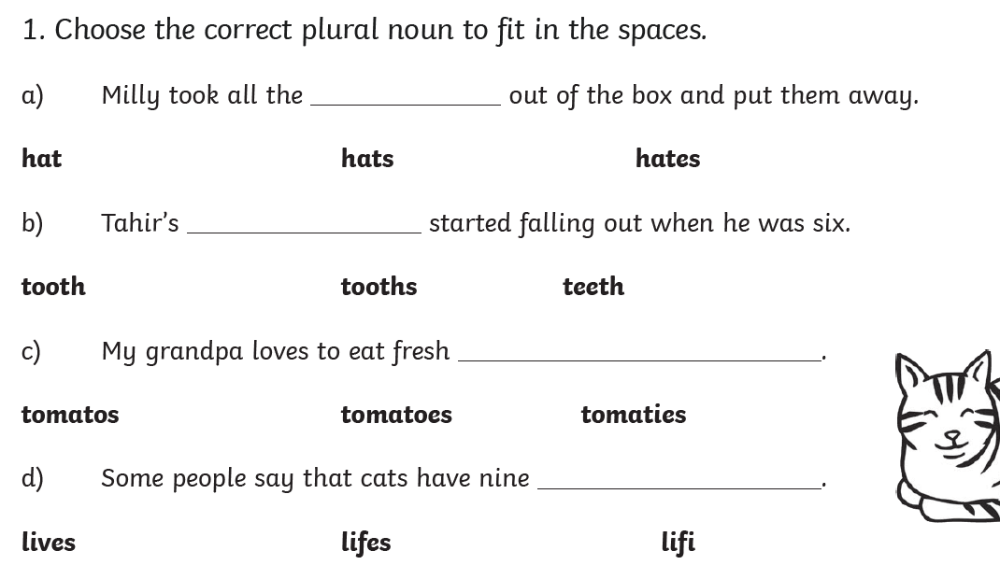 1. Choose the correct plural noun to fit in the spaces.
a) Milly took all the ______________ out of the box and put them away.
hat hats hates
b) Tahir’s _________________ started falling out when he was six.
tooth tooths teeth
c) My grandpa loves to eat fresh ___________________________.
tomatos tomatoes tomaties
d) Some people say that cats have nine _____________________.
lives lifes lifi